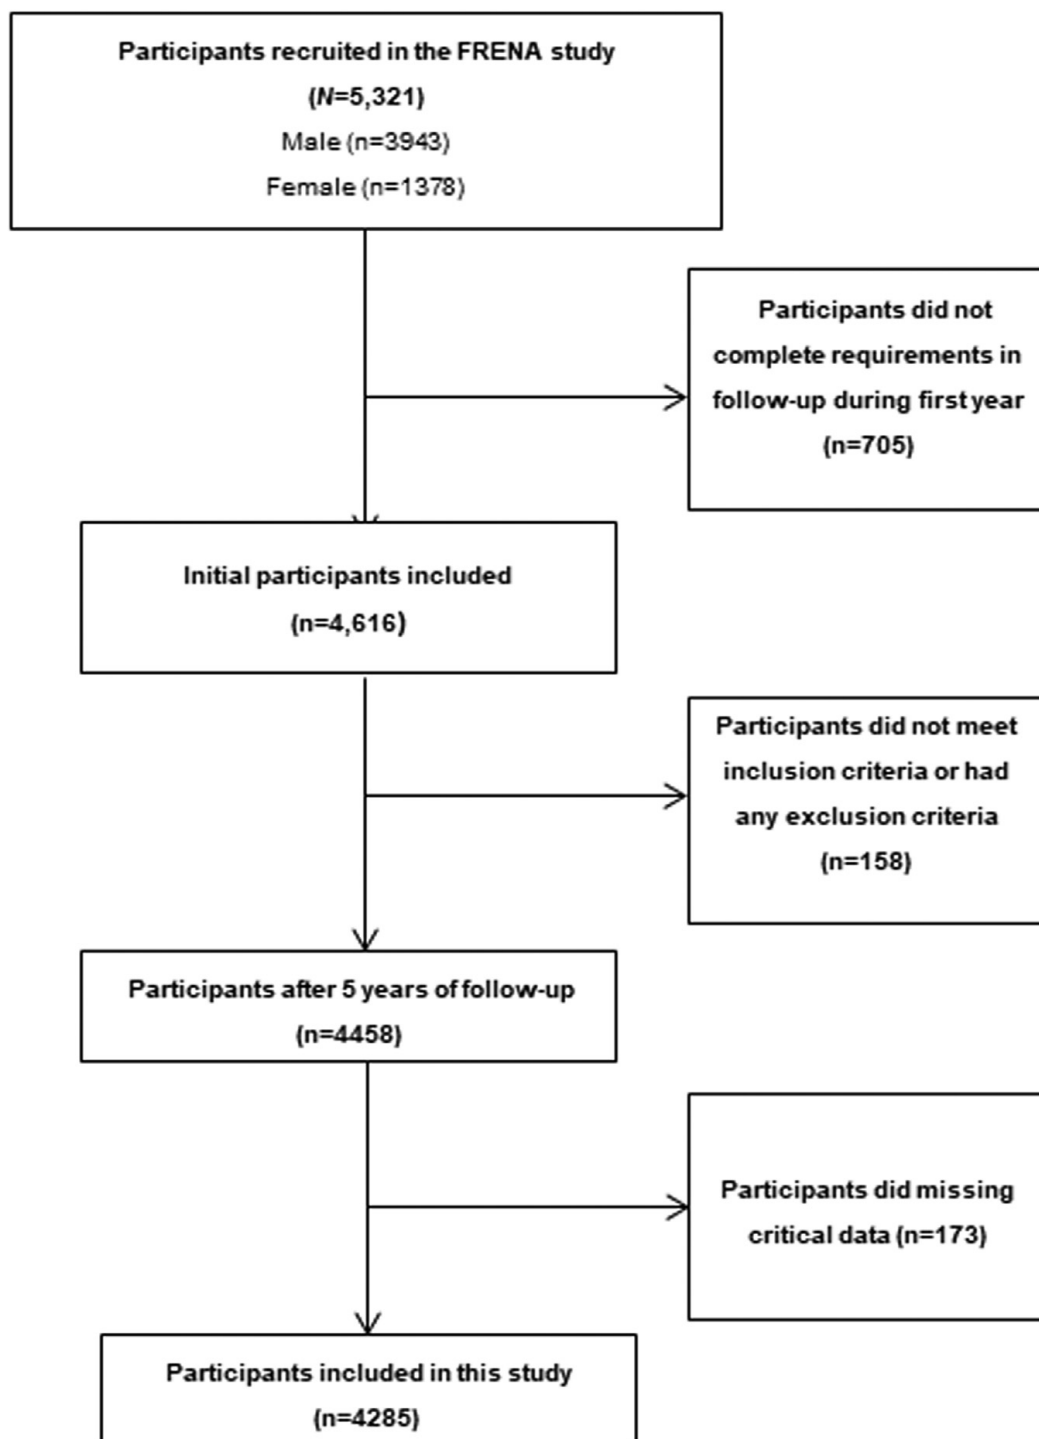 Participants recruited in the FRENA study
(N=5,321)
Male (n=3943)
Female (n=1378)
Participants did not
complete requirements in
follow-up during first year
(n=705)
Initial participants included
(n=4,616)
Participants did not meet
inclusion criteria or had
any exclusion criteria
(n=158)
Participants after 5 years of follow-up
(n=4458)
Participants did missing
critical data (n=173)
Participants included in this study
(n=4285)